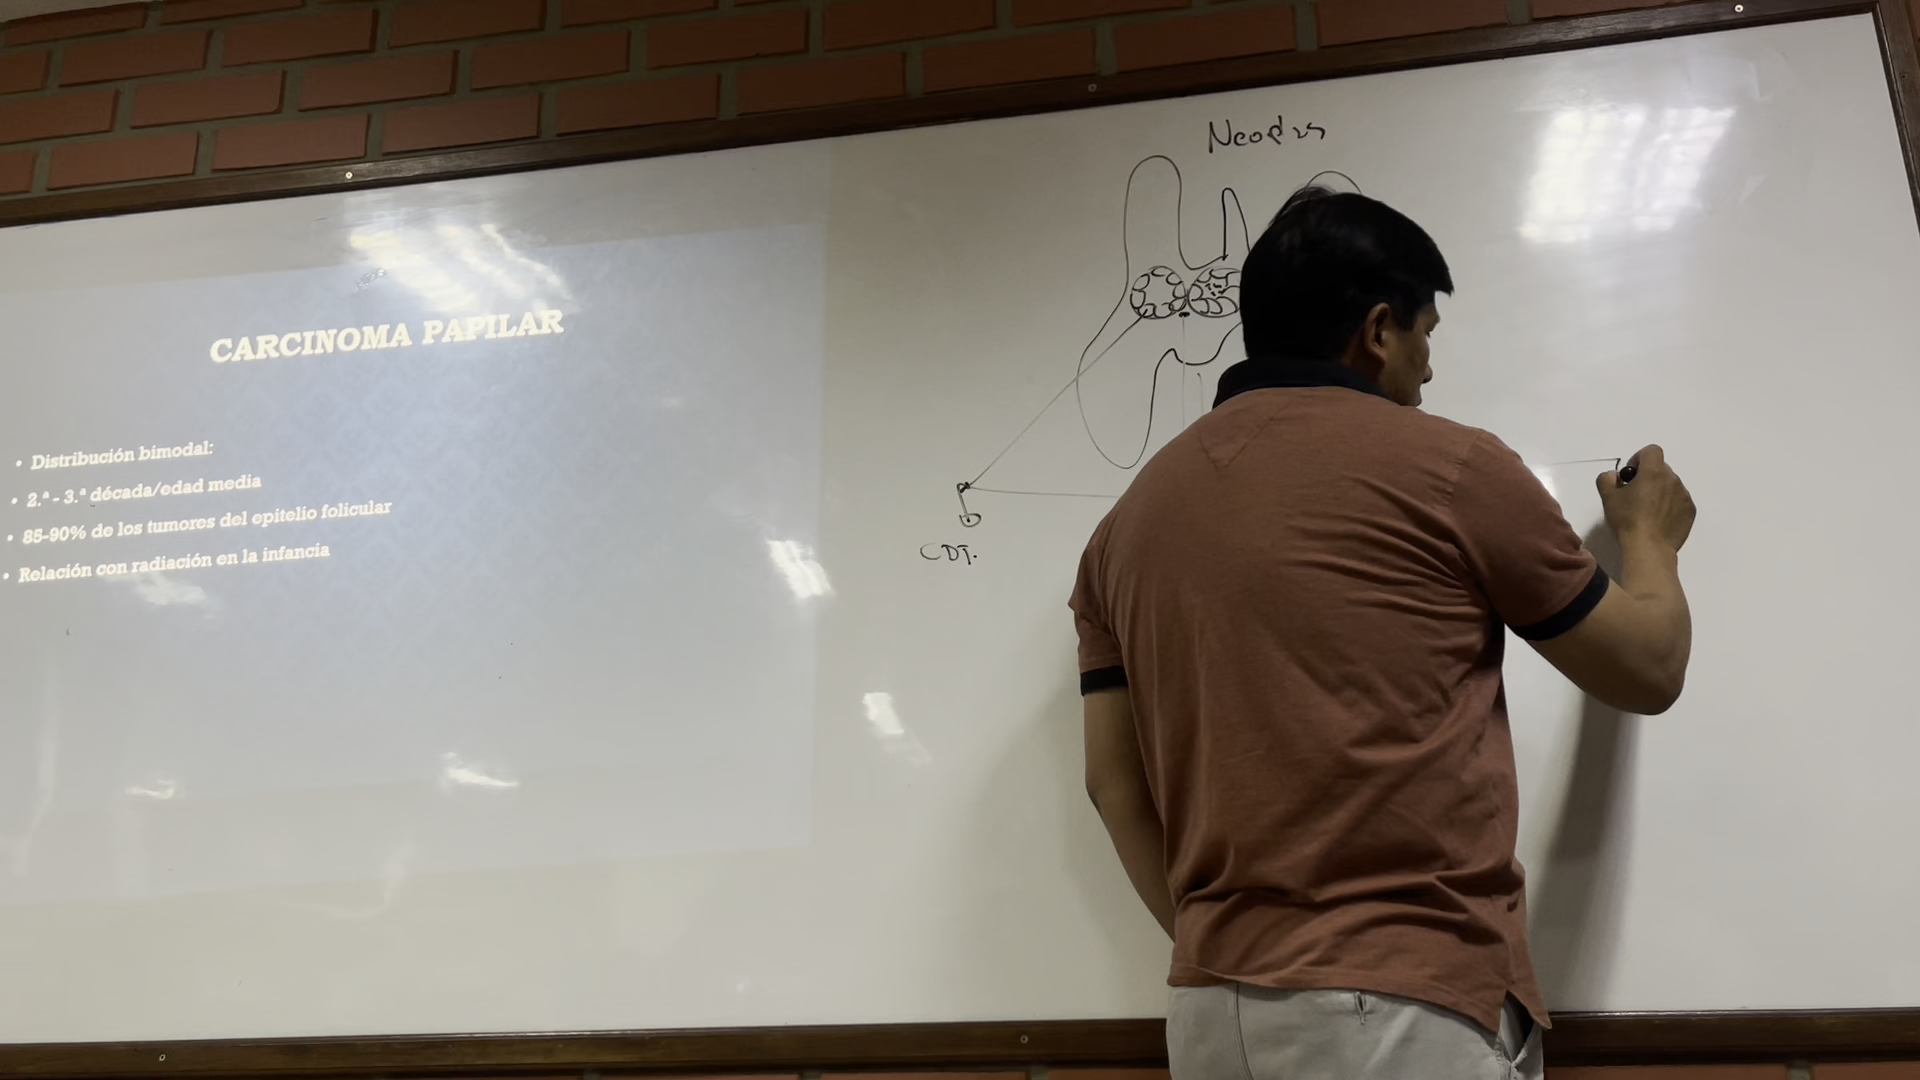 CARCINOMA PAPILAR
• Distribución bimodal:
• 2.ª - 3.ª década/edad media
• 85-90% de los tumores del epitelio folicular
• Relación con radiación en la infancia
CDT.